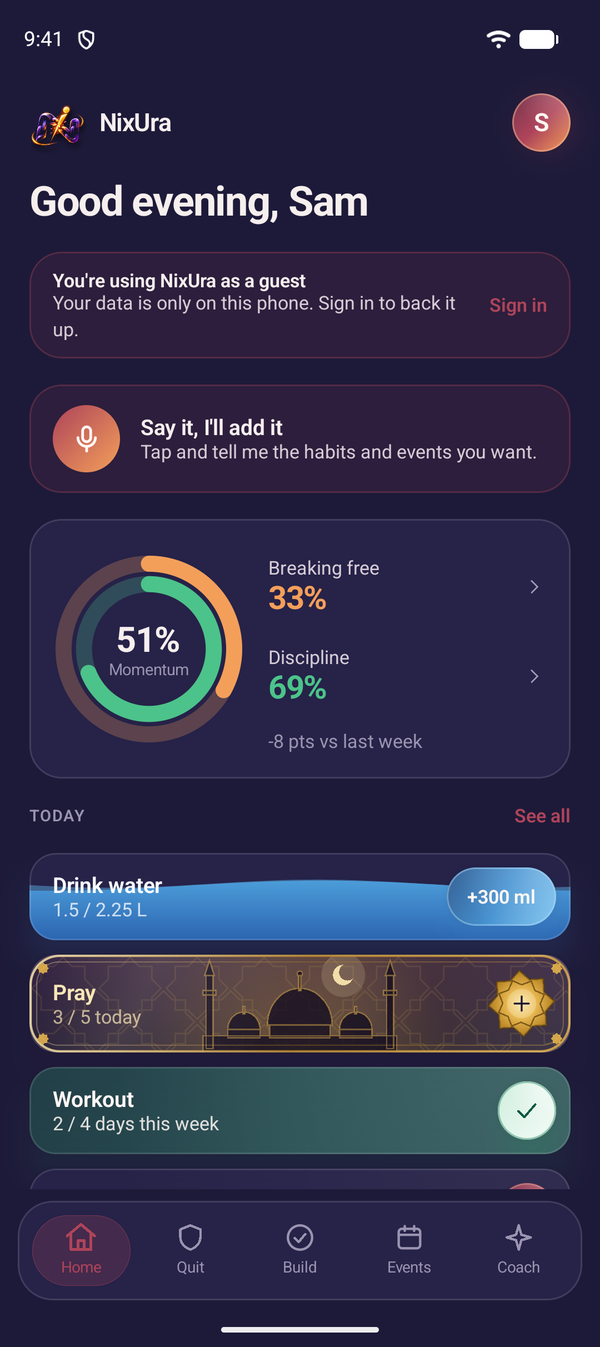 9:41
NixUra
S
Good evening, Sam
You're using NixUra as a guest
Your data is only on this phone. Sign in to back it
up.
Sign in
Say it, I'll add it
Tap and tell me the habits and events you want.
51%
Momentum
Breaking free
33%
Discipline
69%
-8 pts vs last week
TODAY
See all
Drink water
1.5 / 2.25 L
+300 ml
Pray
3 / 5 today
Workout
2 / 4 days this week
Home
Quit
Build
Events
Coach